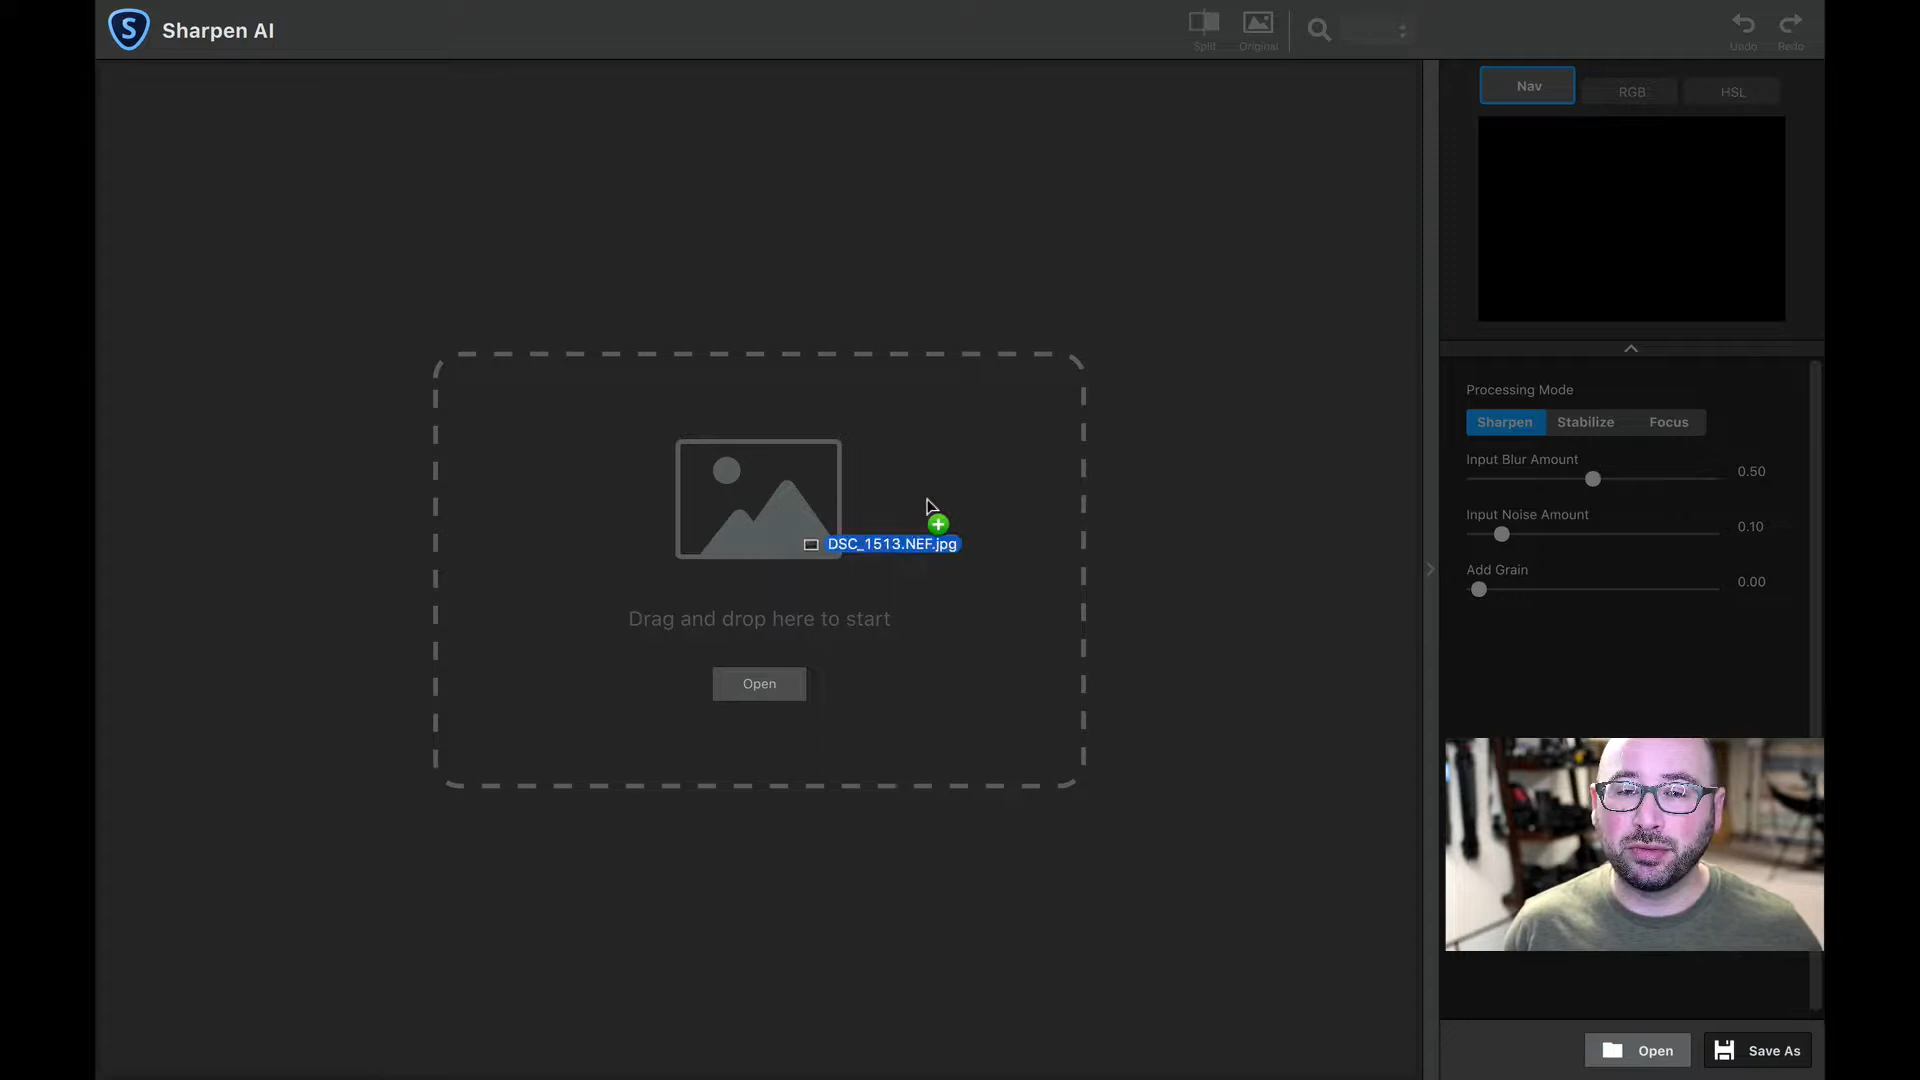 S Sharpen AI
Split Original
Undo Redo
Nav RGB HSL
Processing Mode
Sharpen Stabilize Focus
Input Blur Amount
0.50
Input Noise Amount
0.10
Add Grain
0.00
DSC_1513.NEF.jpg
Drag and drop here to start
Open
Open Save As